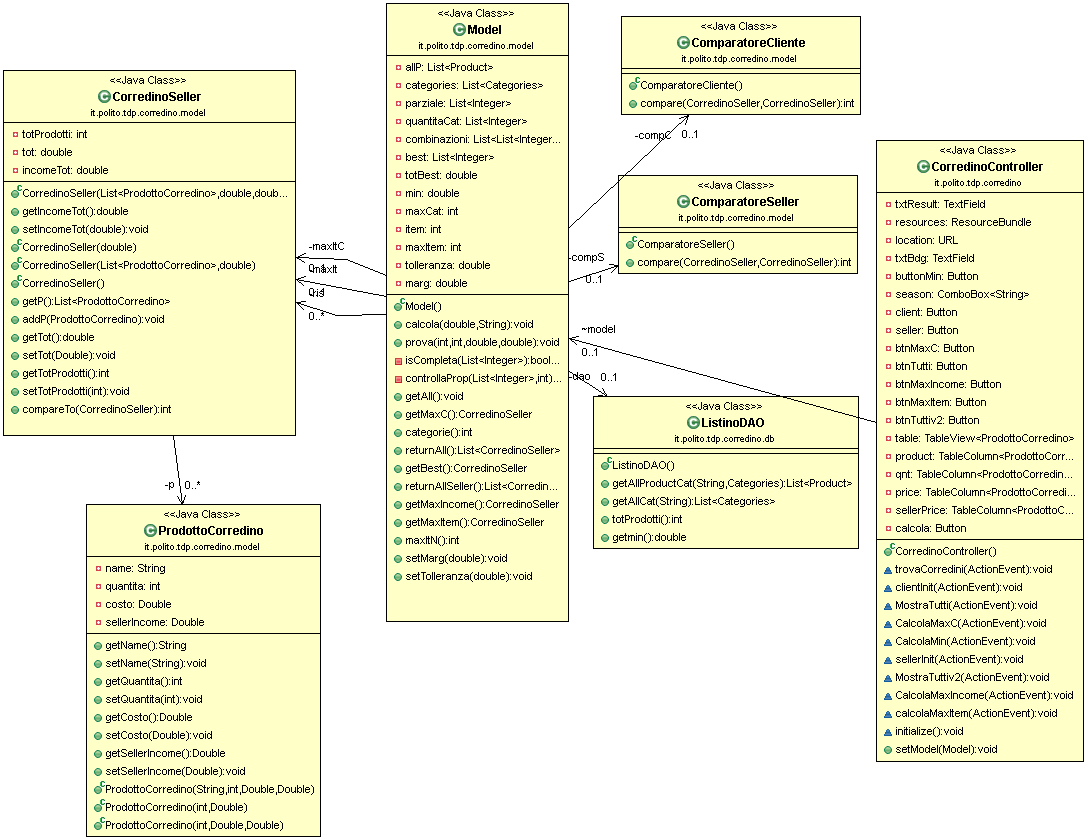 <<Java Class>>
CorredinoSeller
it.polito.tdp.corredino.model
totProdotti: int
tot: double
incomeTot: double
CorredinoSeller(List<ProdottoCorredino>,double,doub...
getIncomeTot():double
setIncomeTot(double):void
CorredinoSeller(double)
CorredinoSeller(List<ProdottoCorredino>,double)
CorredinoSeller()
getP():List<ProdottoCorredino>
addP(ProdottoCorredino):void
getTot():double
setTot(Double):void
getTotProdotti():int
setTotProdotti(int):void
compareTo(CorredinoSeller):int
-p 0..*
<<Java Class>>
ProdottoCorredino
it.polito.tdp.corredino.model
name: String
quantita: int
costo: Double
sellerIncome: Double
getName():String
setName(String):void
getQuantita():int
setQuantita(int):void
getCosto():Double
setCosto(Double):void
getSellerIncome():Double
setSellerIncome(Double):void
ProdottoCorredino(String,int,Double,Double)
ProdottoCorredino(int,Double)
ProdottoCorredino(int,Double,Double)
-maxItC
-maxIt
0..*
<<Java Class>>
Model
it.polito.tdp.corredino.model
allP: List<Product>
categories: List<Categories>
parziale: List<Integer>
quantitaCat: List<Integer>
combinazioni: List<List<Integer...
best: List<Integer>
totBest: double
min: double
maxCat: int
item: int
maxItem: int
tolleranza: double
marg: double
Model()
calcola(double,String):void
prova(int,int,double,double):void
isCompleta(List<Integer>):bool...
controllaProp(List<Integer>,int)...
getAll():void
getMaxC():CorredinoSeller
categorie():int
returnAll():List<CorredinoSeller>
getBest():CorredinoSeller
returnAllSeller():List<Corredin...
getMaxIncome():CorredinoSeller
getMaxItem():CorredinoSeller
maxItN():int
setMarg(double):void
setTolleranza(double):void
<<Java Class>>
ComparatoreCliente
it.polito.tdp.corredino.model
ComparatoreCliente()
compare(CorredinoSeller,CorredinoSeller):int
-compC 0..1
<<Java Class>>
ComparatoreSeller
it.polito.tdp.corredino.model
ComparatoreSeller()
compare(CorredinoSeller,CorredinoSeller):int
-compS
0..1
~model
0..1
-dao 0..1
<<Java Class>>
ListinoDAO
it.polito.tdp.corredino.db
ListinoDAO()
getAllProductCat(String,Categories):List<Product>
getAllCat(String):List<Categories>
totProdotti():int
getmin():double
<<Java Class>>
CorredinoController
it.polito.tdp.corredino
txtResult: TextField
resources: ResourceBundle
location: URL
txtBdg: TextField
buttonMin: Button
season: ComboBox<String>
client: Button
seller: Button
btnMaxC: Button
btnTutti: Button
btnMaxIncome: Button
btnMaxItem: Button
btnTuttiv2: Button
table: TableView<ProdottoCorredino>
product: TableColumn<ProdottoCorr...
qnt: TableColumn<ProdottoCorredin...
price: TableColumn<ProdottoCorredi...
sellerPrice: TableColumn<ProdottoC...
calcola: Button
CorredinoController()
trovaCorredini(ActionEvent):void
clientInit(ActionEvent):void
MostraTutti(ActionEvent):void
CalcolaMaxC(ActionEvent):void
CalcolaMin(ActionEvent):void
sellerInit(ActionEvent):void
MostraTuttiv2(ActionEvent):void
CalcolaMaxIncome(ActionEvent):void
calcolaMaxItem(ActionEvent):void
initialize():void
setModel(Model):void